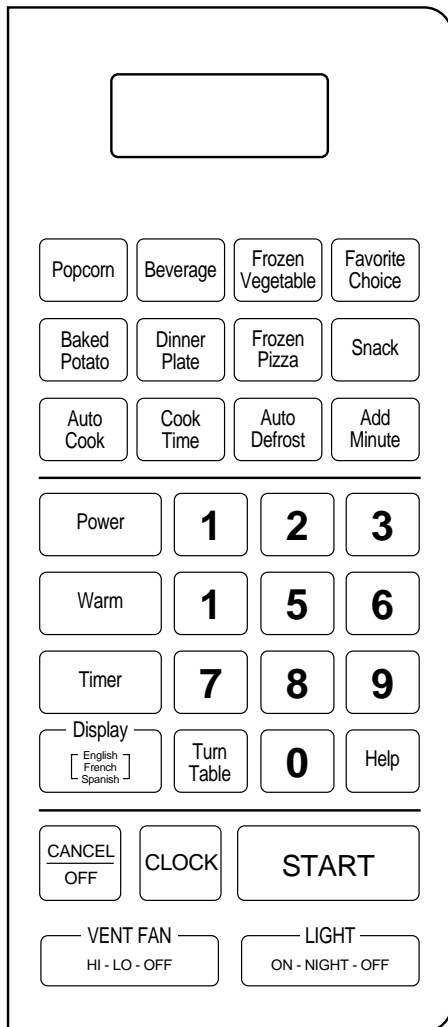 Popcorn
Beverage
Frozen
Vegetable
Favorite
Choice
Baked
Potato
Dinner
Plate
Frozen
Pizza
Snack
Auto
Cook
Cook
Time
Auto
Defrost
Add
Minute
Power
1
2
3
Warm
1
5
6
Timer
7
8
9
Display
English
French
Spanish
Turn
Table
0
Help
CANCEL
OFF
CLOCK
START
VENT FAN
HI - LO - OFF
LIGHT
ON - NIGHT - OFF